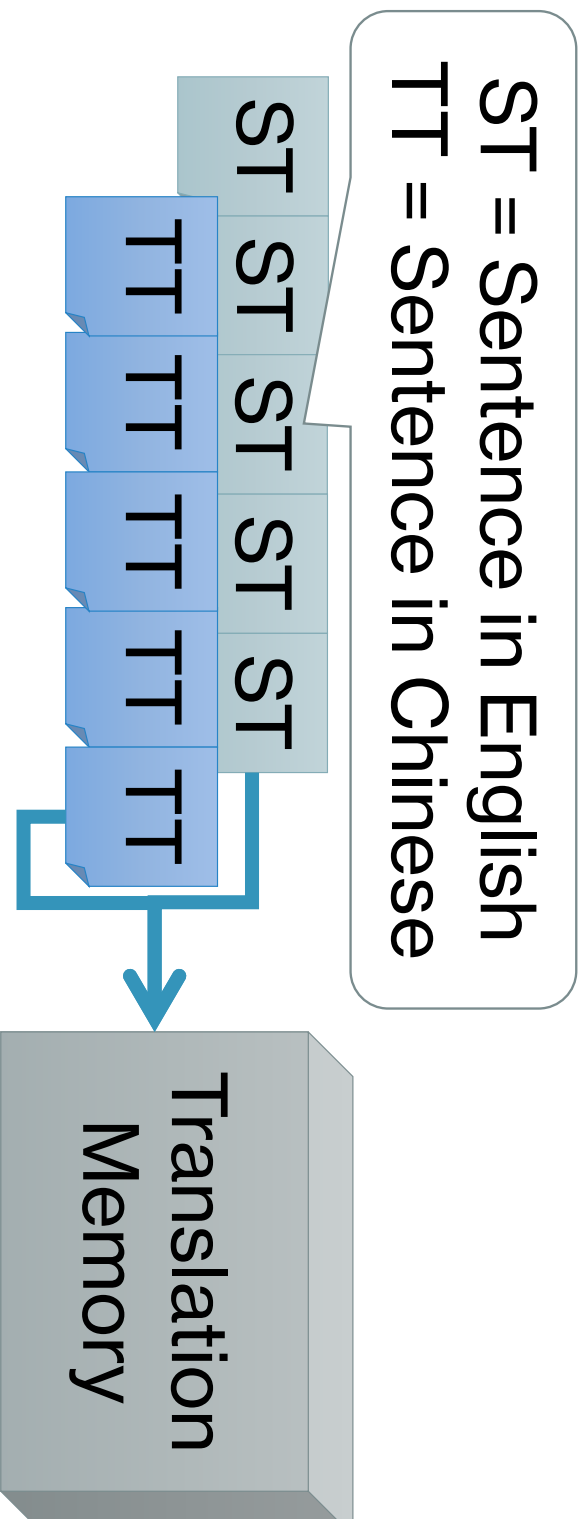 ST = Sentence in English
TT = Sentence in Chinese
ST ST ST ST ST
TT TT TT TT TT
Translation
Memory